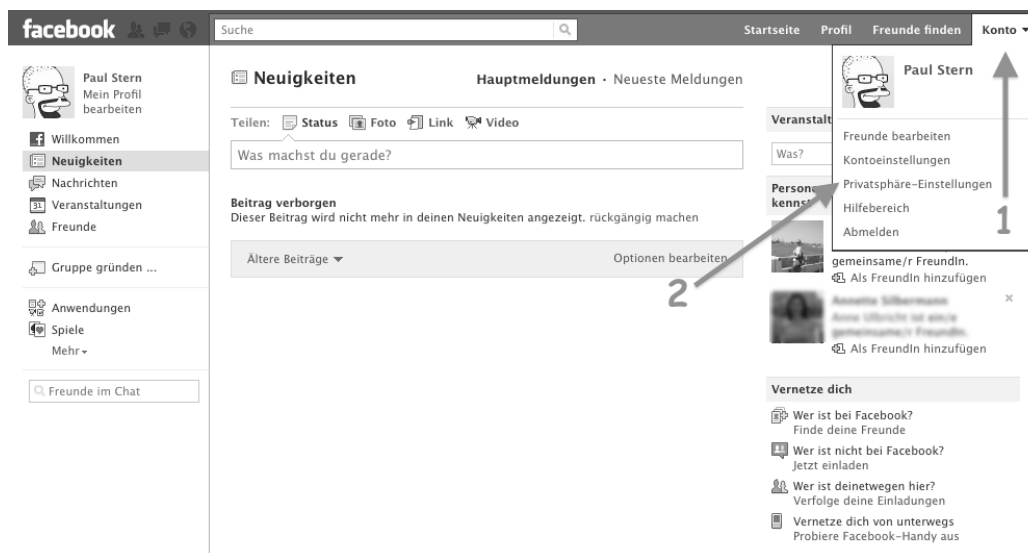 facebook
Suche
Startseite Profil Freunde finden Konto
Paul Stern
Mein Profil
bearbeiten
Willkommen
Neuigkeiten
Nachrichten
31 Veranstaltungen
Freunde
Gruppe gründen ...
Anwendungen
Spiele
Mehr
Freunde im Chat
Neuigkeiten Hauptmeldungen · Neueste Meldungen
Teilen: Status Foto Link Video
Was machst du gerade?
Beitrag verborgen
Dieser Beitrag wird nicht mehr in deinen Neuigkeiten angezeigt. rückgängig machen
Ältere Beiträge Optionen bearbeiten
2
Paul Stern
Freunde bearbeiten
Kontoeinstellungen
Privatsphäre-Einstellungen
Hilfebereich
Abmelden
1
Veranstalt
Was?
Persone
kennst
gemeinsame/r FreundIn.
Als FreundIn hinzufügen
Als FreundIn hinzufügen
Vernetze dich
Wer ist bei Facebook?
Finde deine Freunde
Wer ist nicht bei Facebook?
Jetzt einladen
Wer ist deinetwegen hier?
Verfolge deine Einladungen
Vernetze dich von unterwegs
Probiere Facebook-Handy aus